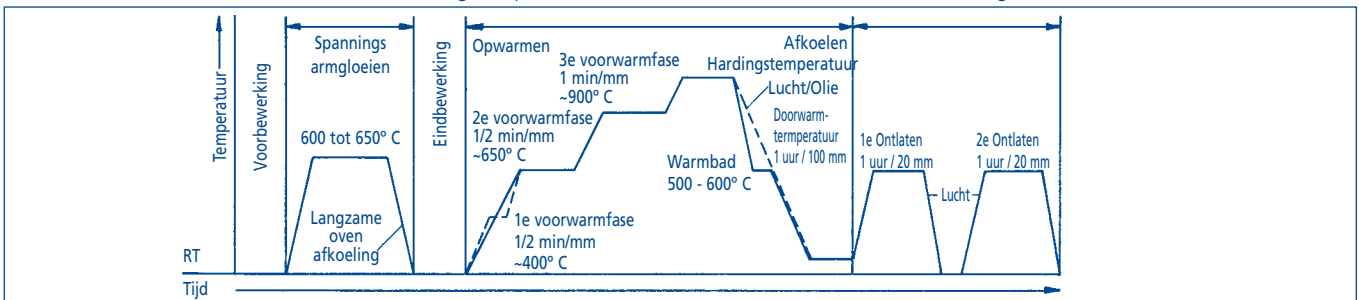 Temperatuur
Voorbewerking
Spannings
armgloeien
600 tot 650° C
Langzame
oven
afkoeling
Eindbewerking
Opwarmen
3e voorwarmfase
1 min/mm
~900° C
2e voorwarmfase
1/2 min/mm
~650° C
1e voorwarmfase
1/2 min/mm
~400° C
Afkoelen
Hardingstemperatuur
Lucht/Olie
Doorwarm-
termperatuur
1 uur / 100 mm
Warmbad
500 - 600° C
1e Ontlaten
1 uur / 20 mm
Lucht
2e Ontlaten
1 uur / 20 mm
RT
Tijd